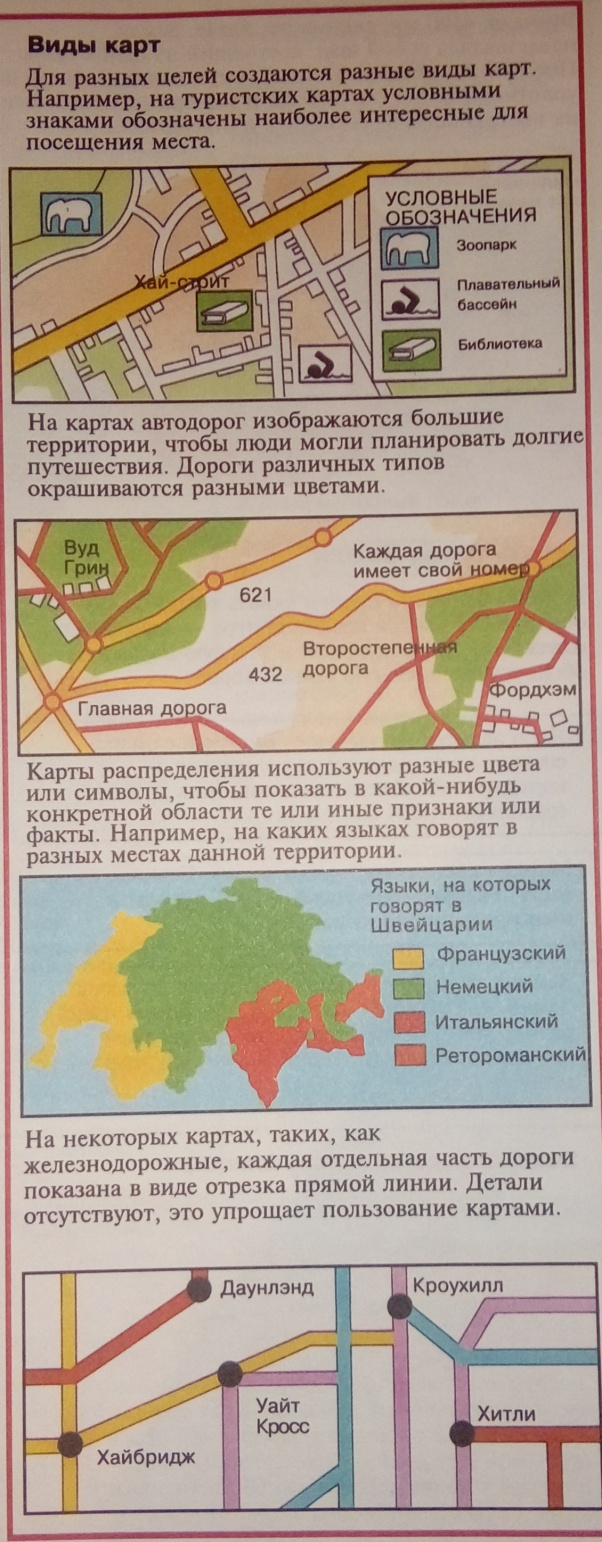 Виды карт
Для разных целей создаются разные виды карт.
Например, на туристских картах условными
знаками обозначены наиболее интересные для
посещения места.
Хай-стрит
УСЛОВНЫЕ
ОБОЗНАЧЕНИЯ
Зоопарк
Плавательный
бассейн
Библиотека
На картах автодорог изображаются большие
территории, чтобы люди могли планировать долгие
путешествия. Дороги различных типов
окрашиваются разными цветами.
Вуд
Грин
Каждая дорога
имеет свой номер
621
Второстепенная
дорога
432
Главная дорога
Фордхэм
Карты распределения используют разные цвета
или символы, чтобы показать в какой-нибудь
конкретной области те или иные признаки или
факты. Например, на каких языках говорят в
разных местах данной территории.
Языки, на которых
говорят в
Швейцарии
Французский
Немецкий
Итальянский
Ретороманский
На некоторых картах, таких, как
железнодорожные, каждая отдельная часть дороги
показана в виде отрезка прямой линии. Детали
отсутствуют, это упрощает пользование картами.
Даунлэнд
Кроухилл
Уайт
Кросс
Хитли
Хайбридж